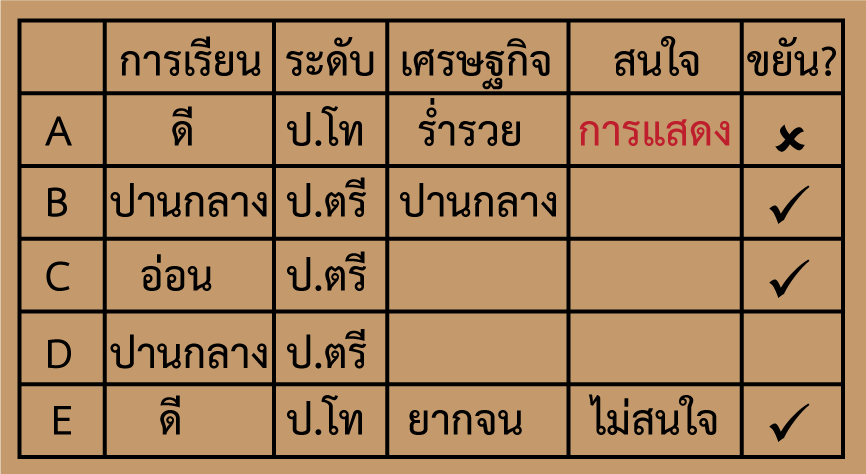 การเรียน ระดับ เศรษฐกิจ สนใจ ขยัน?
A ดี ป.โท ร่ำรวย การแสดง ✗
B ปานกลาง ป.ตรี ปานกลาง ✓
C อ่อน ป.ตรี ✓
D ปานกลาง ป.ตรี
E ดี ป.โท ยากจน ไม่สนใจ ✓